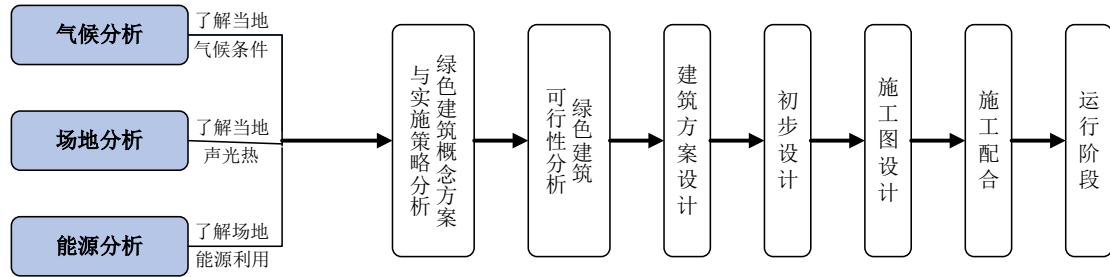 气候分析
了解当地
气候条件
场地分析
了解当地
声光热
能源分析
了解场地
能源利用
绿色建筑概念方案
与实施策略分析
绿色建筑
可行性分析
建筑方案设计
初步设计
施工图设计
施工配合
运行阶段